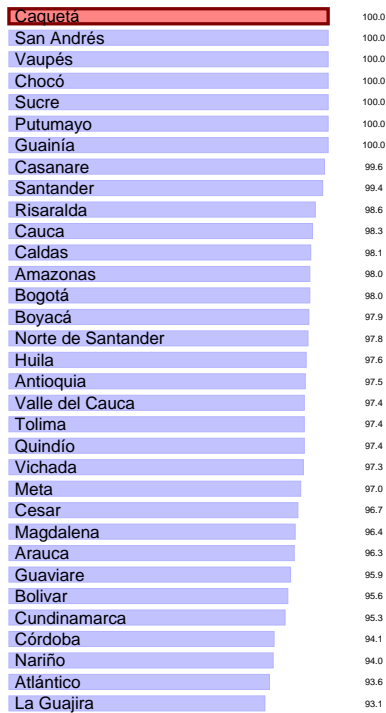 Caquetá 100.0
San Andrés 100.0
Vaupés 100.0
Chocó 100.0
Sucre 100.0
Putumayo 100.0
Guainía 100.0
Casanare 99.6
Santander 99.4
Risaralda 98.6
Cauca 98.3
Caldas 98.1
Amazonas 98.0
Bogotá 98.0
Boyacá 97.9
Norte de Santander 97.8
Huila 97.6
Antioquia 97.5
Valle del Cauca 97.4
Tolima 97.4
Quindío 97.4
Vichada 97.3
Meta 97.0
Cesar 96.7
Magdalena 96.4
Arauca 96.3
Guaviare 95.9
Bolivar 95.6
Cundinamarca 95.3
Córdoba 94.1
Nariño 94.0
Atlántico 93.6
La Guajira 93.1